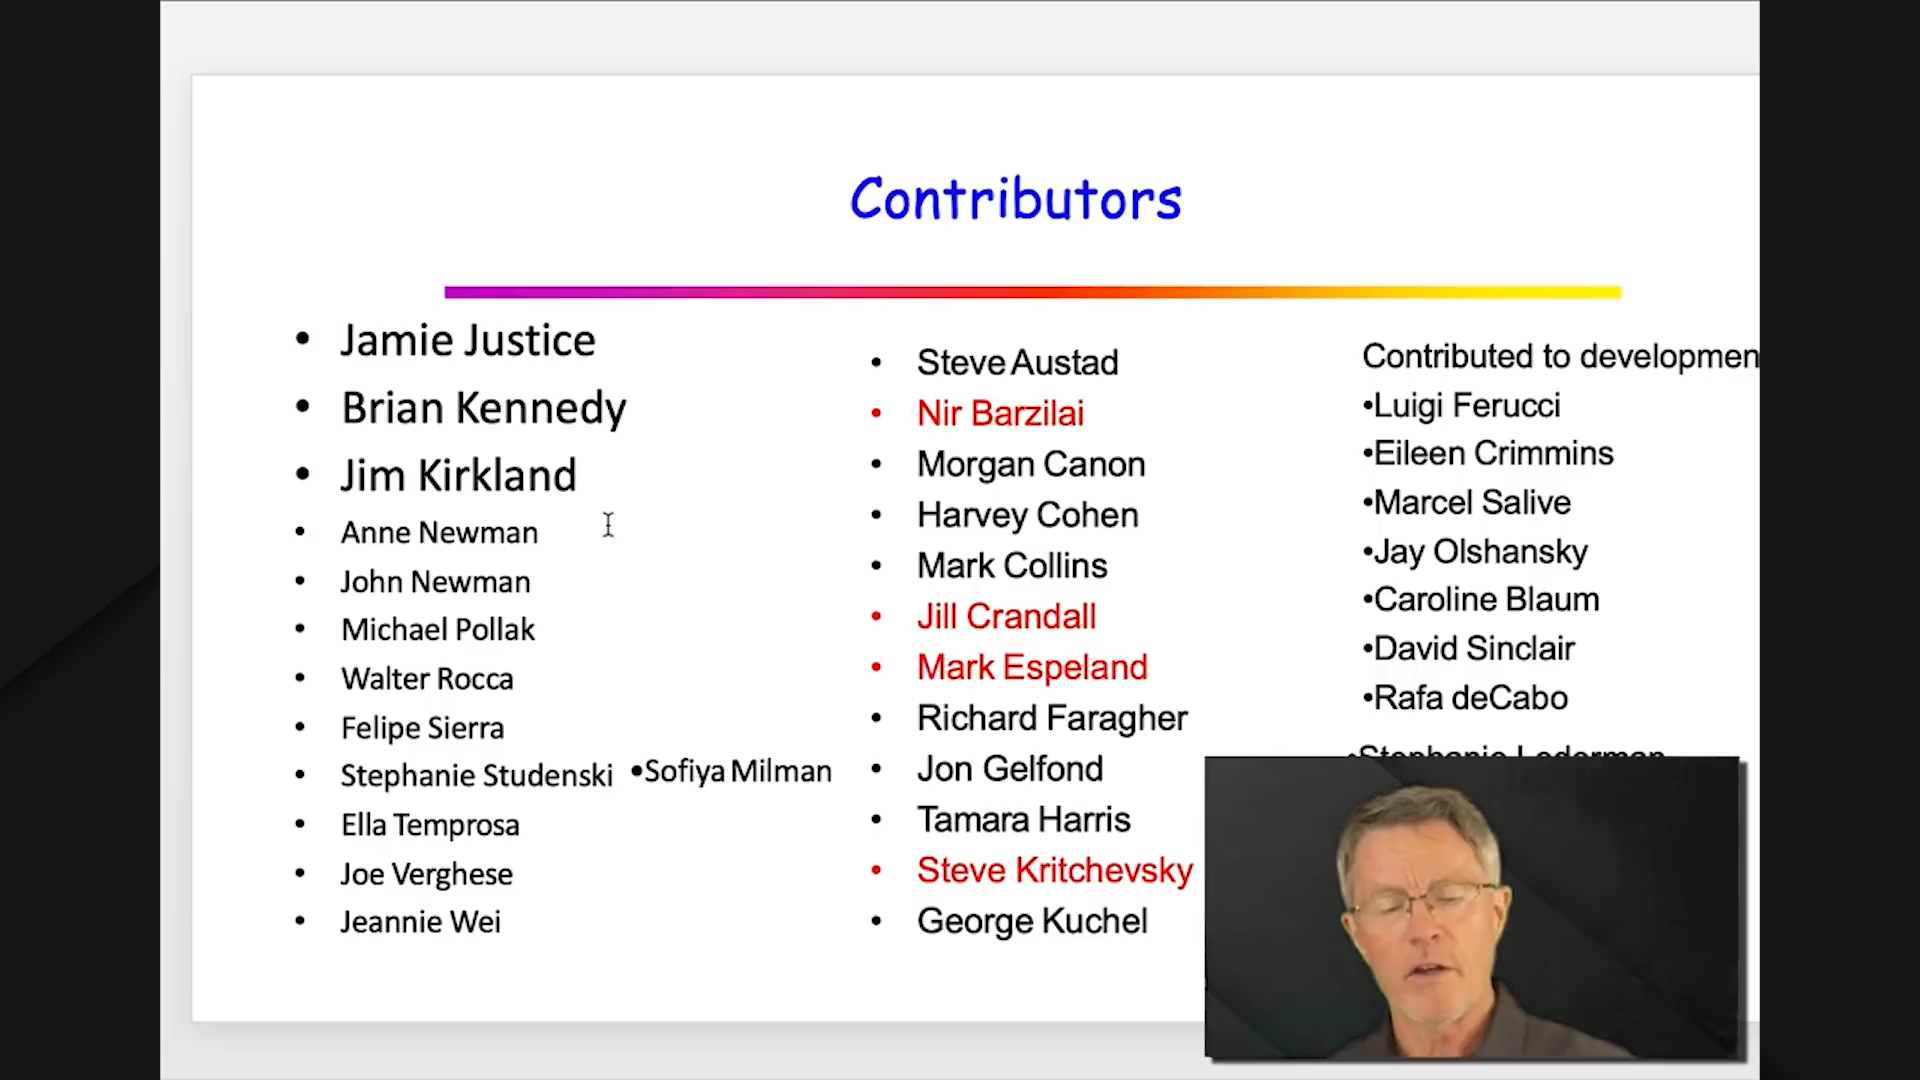 Contributors
• Jamie Justice
• Brian Kennedy
• Jim Kirkland
• Anne Newman
• John Newman
• Michael Pollak
• Walter Rocca
• Felipe Sierra
• Stephanie Studenski
•Sofiya Milman
• Ella Temprosa
• Joe Verghese
• Jeannie Wei
• Steve Austad
• Nir Barzilai
• Morgan Canon
• Harvey Cohen
• Mark Collins
• Jill Crandall
• Mark Espeland
• Richard Faragher
• Jon Gelfond
• Tamara Harris
• Steve Kritchevsky
• George Kuchel
Contributed to developmen
•Luigi Ferucci
•Eileen Crimmins
•Marcel Salive
•Jay Olshansky
•Caroline Blaum
•David Sinclair
•Rafa deCabo
•Stephanie Lederman